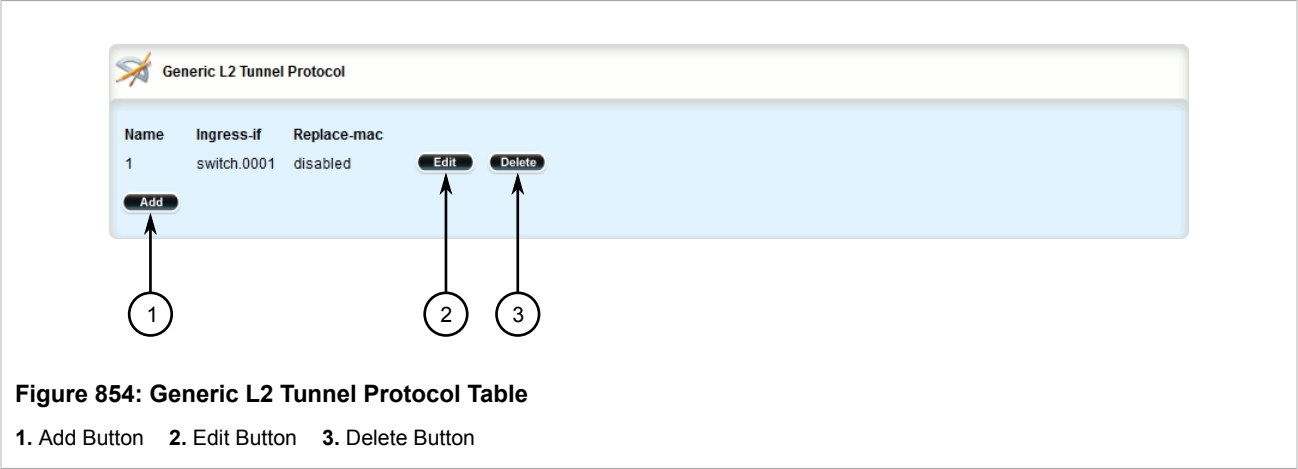 Generic L2 Tunnel Protocol
Name Ingress-if Replace-mac
1 switch.0001 disabled Edit Delete
Add
1 2 3
Figure 854: Generic L2 Tunnel Protocol Table
1. Add Button 2. Edit Button 3. Delete Button